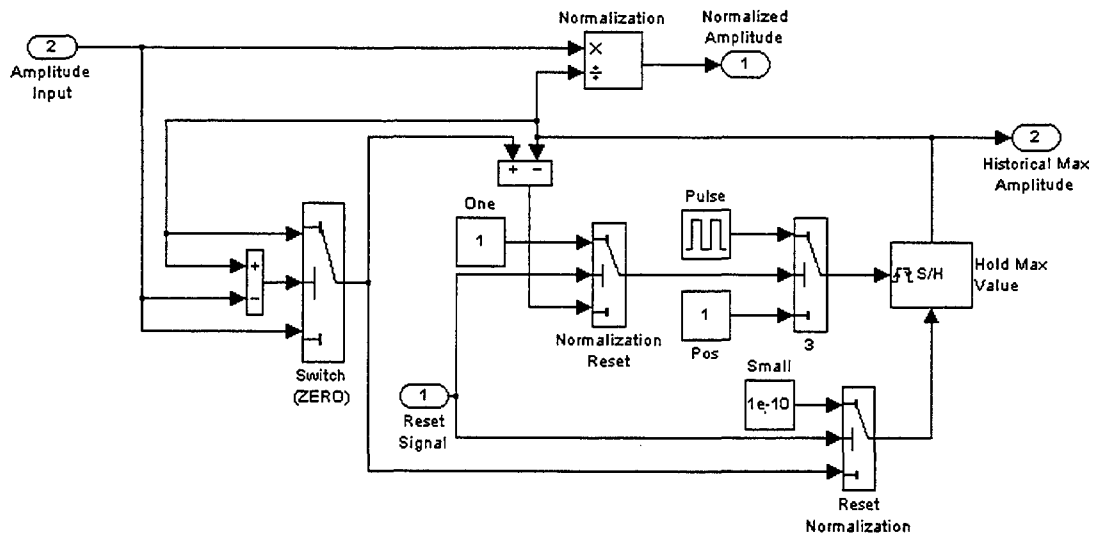 Normalization
Normalized
Amplitude
2
×
÷
1
Amplitude
Input
2
Historical Max
Amplitude
+ −
One
Pulse
1
+
−
S/H
Hold Max
Value
1
Pos
3
Normalization
Reset
Switch
(ZERO)
Small
1e-10
1
Reset
Signal
Reset
Normalization